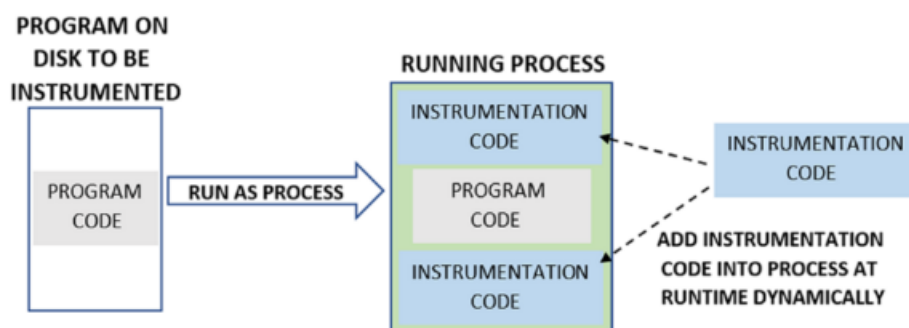 PROGRAM ON
DISK TO BE
INSTRUMENTED
PROGRAM
CODE
RUN AS PROCESS
RUNNING PROCESS
INSTRUMENTATION
CODE
PROGRAM
CODE
INSTRUMENTATION
CODE
INSTRUMENTATION
CODE
ADD INSTRUMENTATION
CODE INTO PROCESS AT
RUNTIME DYNAMICALLY